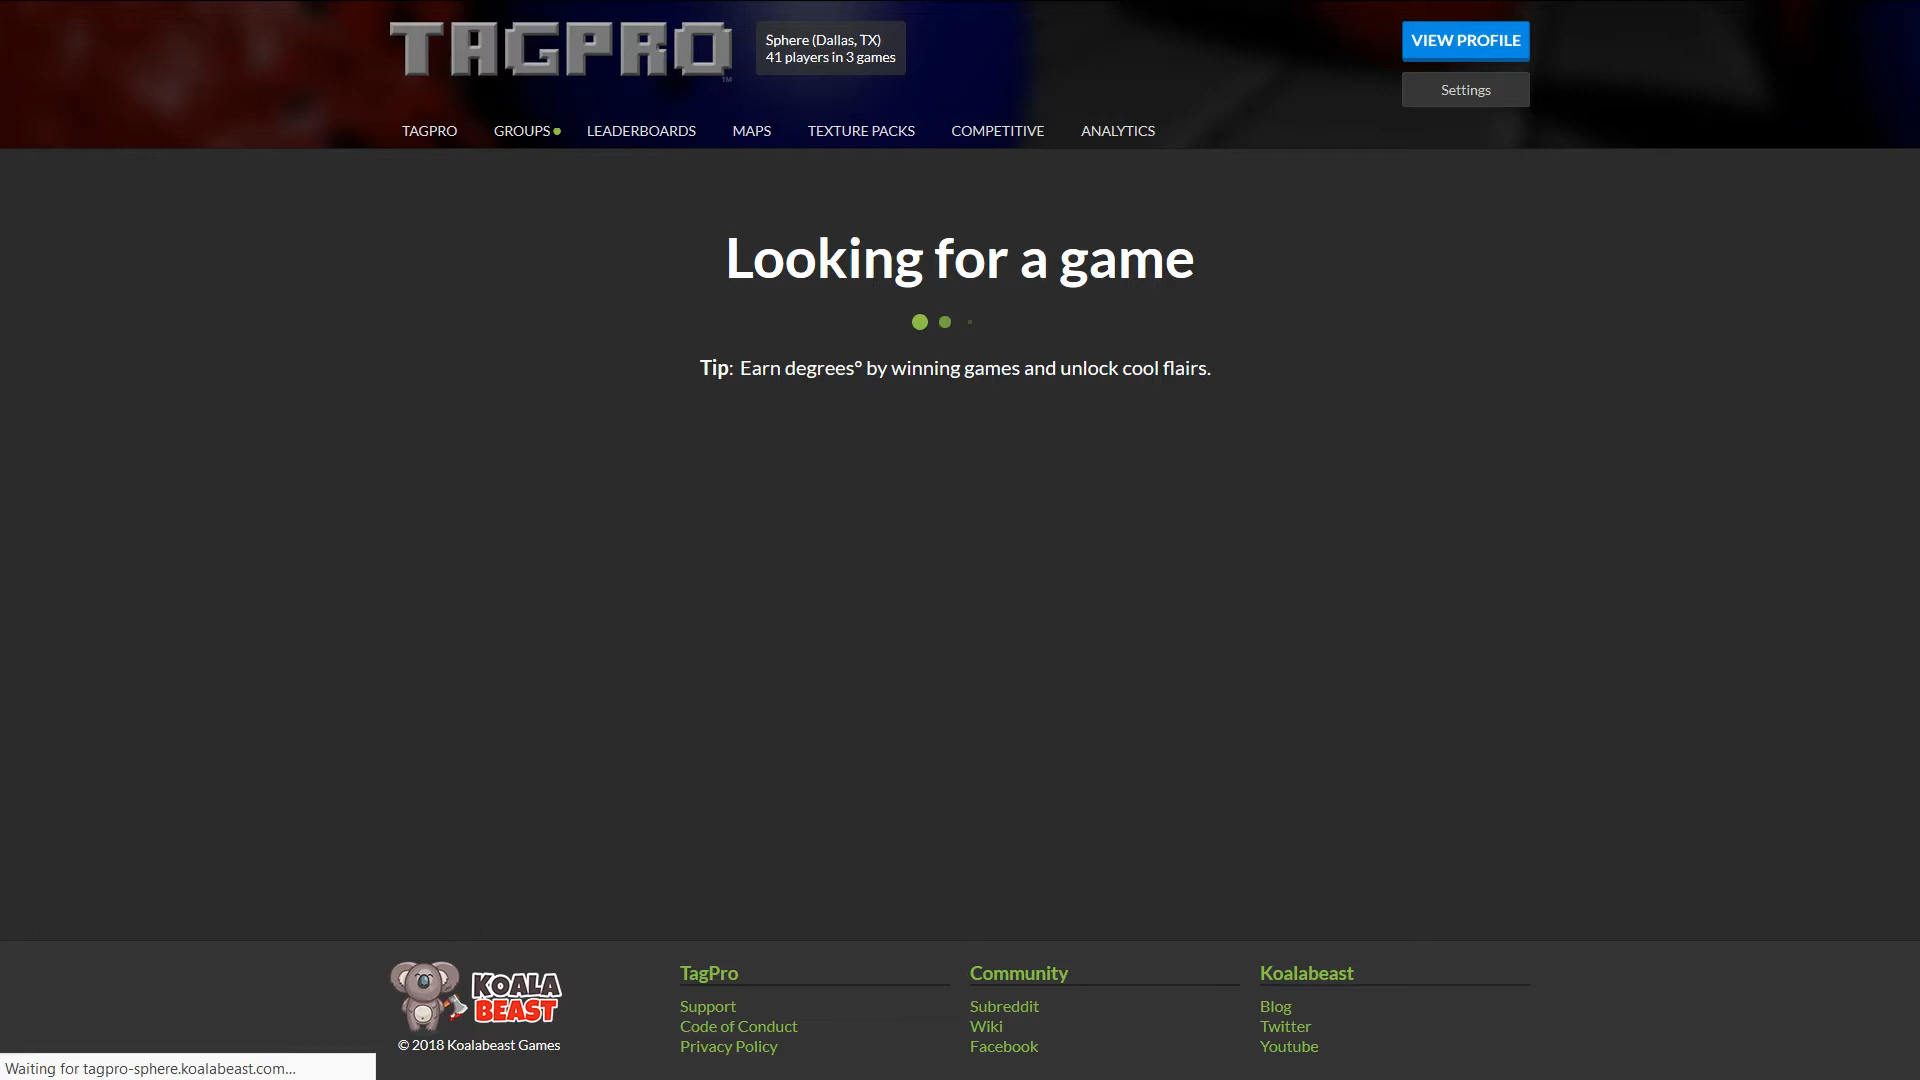 TAGPRO
TM
Sphere (Dallas, TX)
41 players in 3 games
VIEW PROFILE
Settings
TAGPRO GROUPS LEADERBOARDS MAPS TEXTURE PACKS COMPETITIVE ANALYTICS
Looking for a game
Tip: Earn degrees° by winning games and unlock cool flairs.
KOALA
BEAST
© 2018 Koalabeast Games
TagPro
Support
Code of Conduct
Privacy Policy
Community
Subreddit
Wiki
Facebook
Koalabeast
Blog
Twitter
Youtube
Waiting for tagpro-sphere.koalabeast.com...